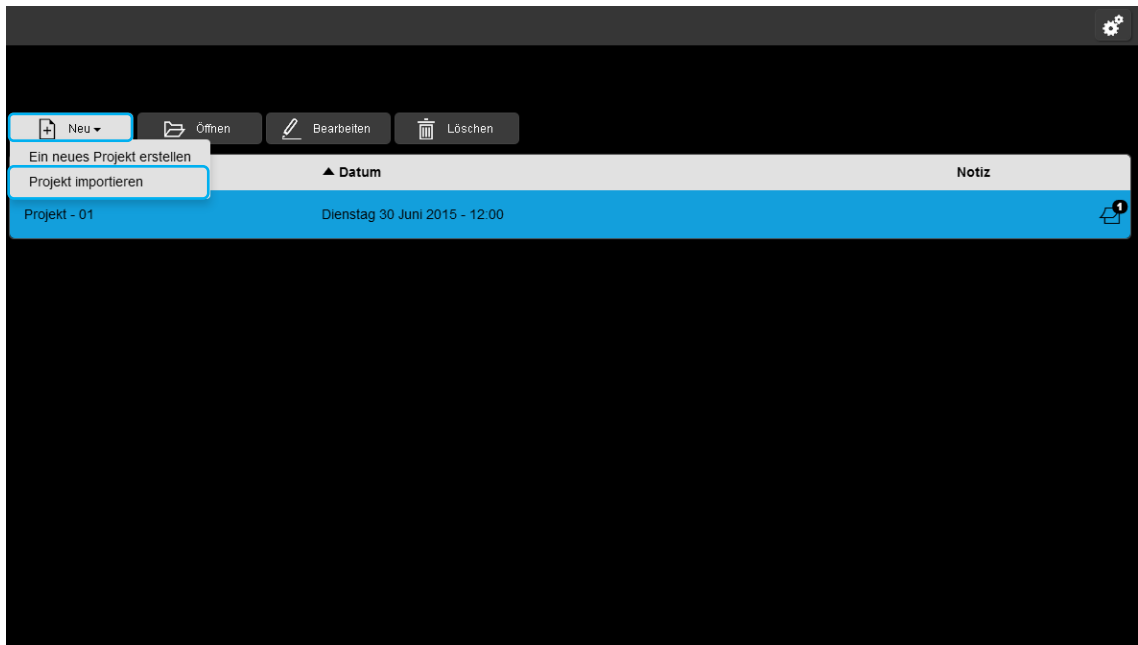 Neu Öffnen Bearbeiten Löschen
Ein neues Projekt erstellen
Projekt importieren
Datum Notiz
Projekt - 01 Dienstag 30 Juni 2015 - 12:00 1